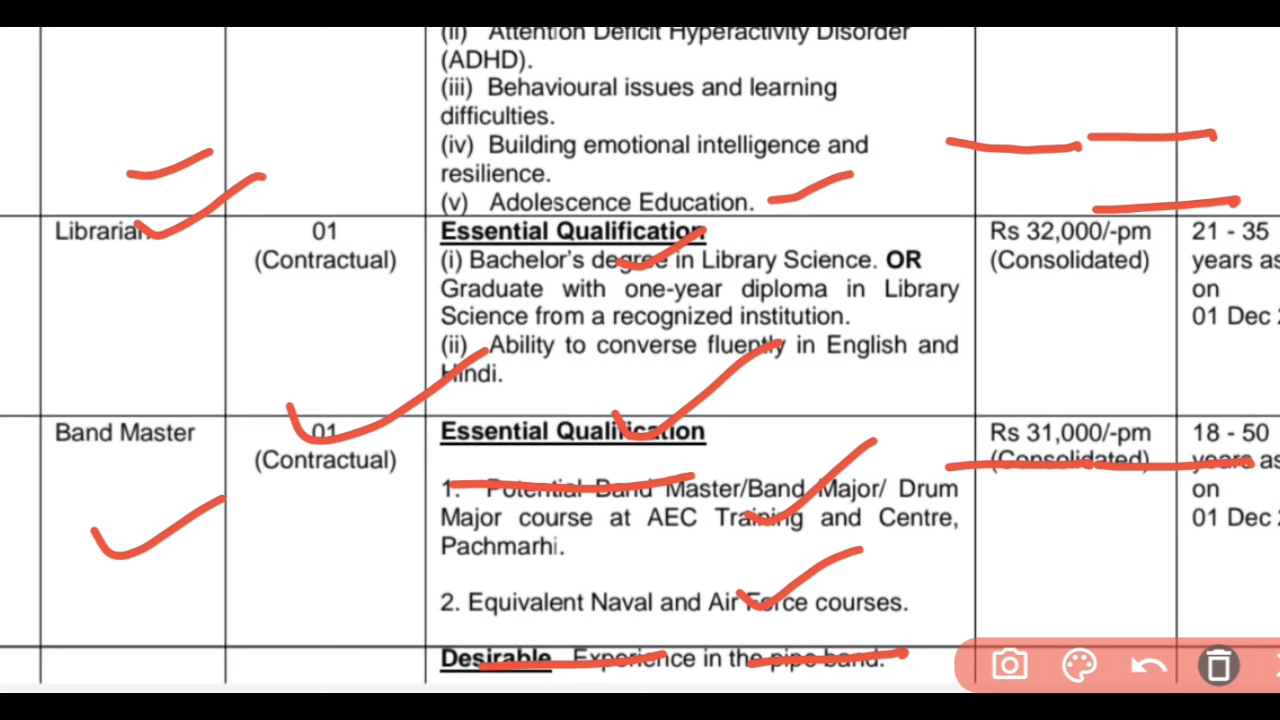 (ii) Attention Deficit Hyperactivity Disorder
(ADHD).
(iii) Behavioural issues and learning
difficulties.
(iv) Building emotional intelligence and
resilience.
(v) Adolescence Education.
Librarian
01
(Contractual)
Essential Qualification
(i) Bachelor's degree in Library Science. OR
Graduate with one-year diploma in Library
Science from a recognized institution.
(ii) Ability to converse fluently in English and
Hindi.
Rs 32,000/-pm
(Consolidated)
21 - 35
years as
on
01 Dec
Band Master
01
(Contractual)
Essential Qualification
1. Potential Band Master/Band Major/ Drum
Major course at AEC Training and Centre,
Pachmarhi.
2. Equivalent Naval and Air Force courses.
Desirable Experience in the pipe band.
Rs 31,000/-pm
(Consolidated)
18 - 50
years as
on
01 Dec